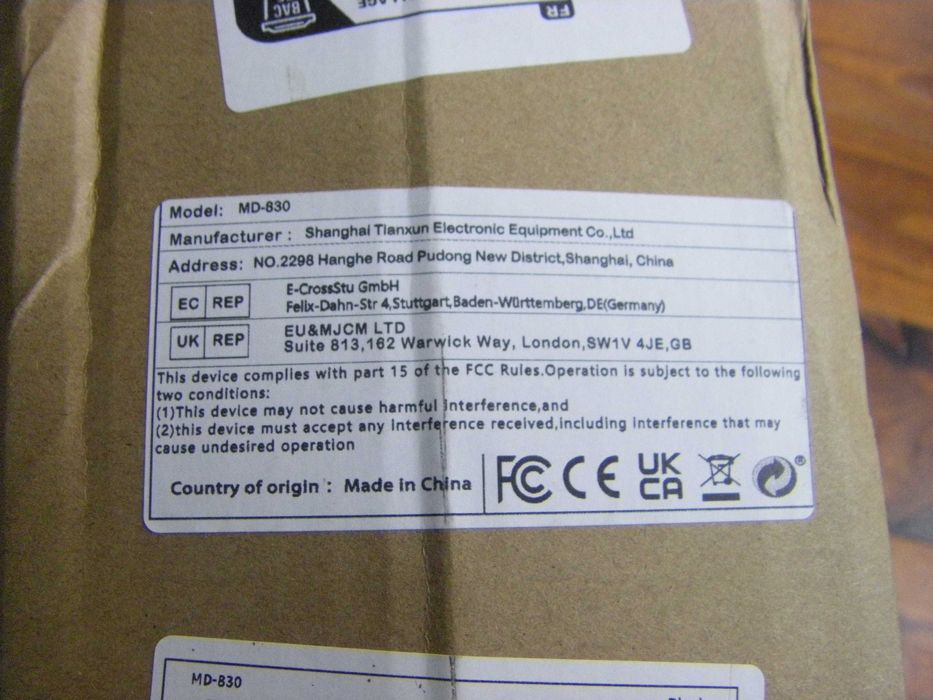 BAC
FR
Model: MD-830
Manufacturer : Shanghai Tianxun Electronic Equipment Co.,Ltd
Address: NO.2298 Hanghe Road Pudong New District,Shanghai, China
EC REP
E-CrossStu GmbH
Felix-Dahn-Str 4,Stuttgart,Baden-Württemberg,DE(Germany)
UK REP
EU&MJCM LTD
Suite 813,162 Warwick Way, London,SW1V 4JE,GB
This device complies with part 15 of the FCC Rules.Operation is subject to the following
two conditions:
(1)This device may not cause harmful interference,and
(2)this device must accept any interference received,including interference that may
cause undesired operation
Country of origin : Made in China
FC CE UK
CA ®
MD-830